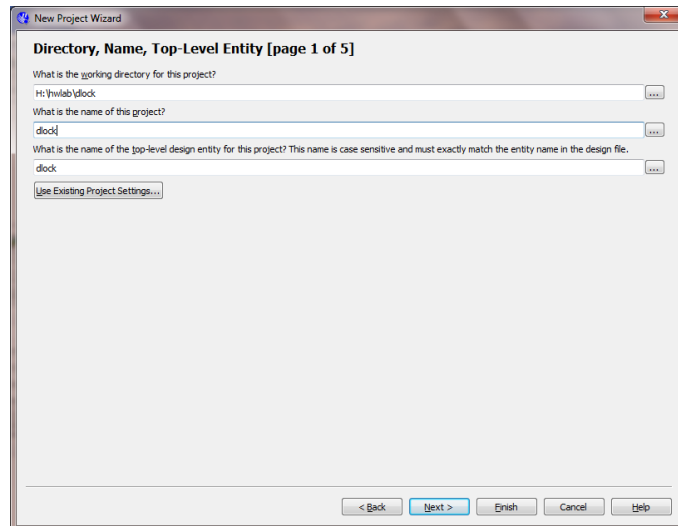 New Project Wizard
Directory, Name, Top-Level Entity [page 1 of 5]
What is the working directory for this project?
H:\hwlab\dlock
...
What is the name of this project?
dlock
...
What is the name of the top-level design entity for this project? This name is case sensitive and must exactly match the entity name in the design file.
dlock
...
Use Existing Project Settings...
< Back Next > Finish Cancel Help